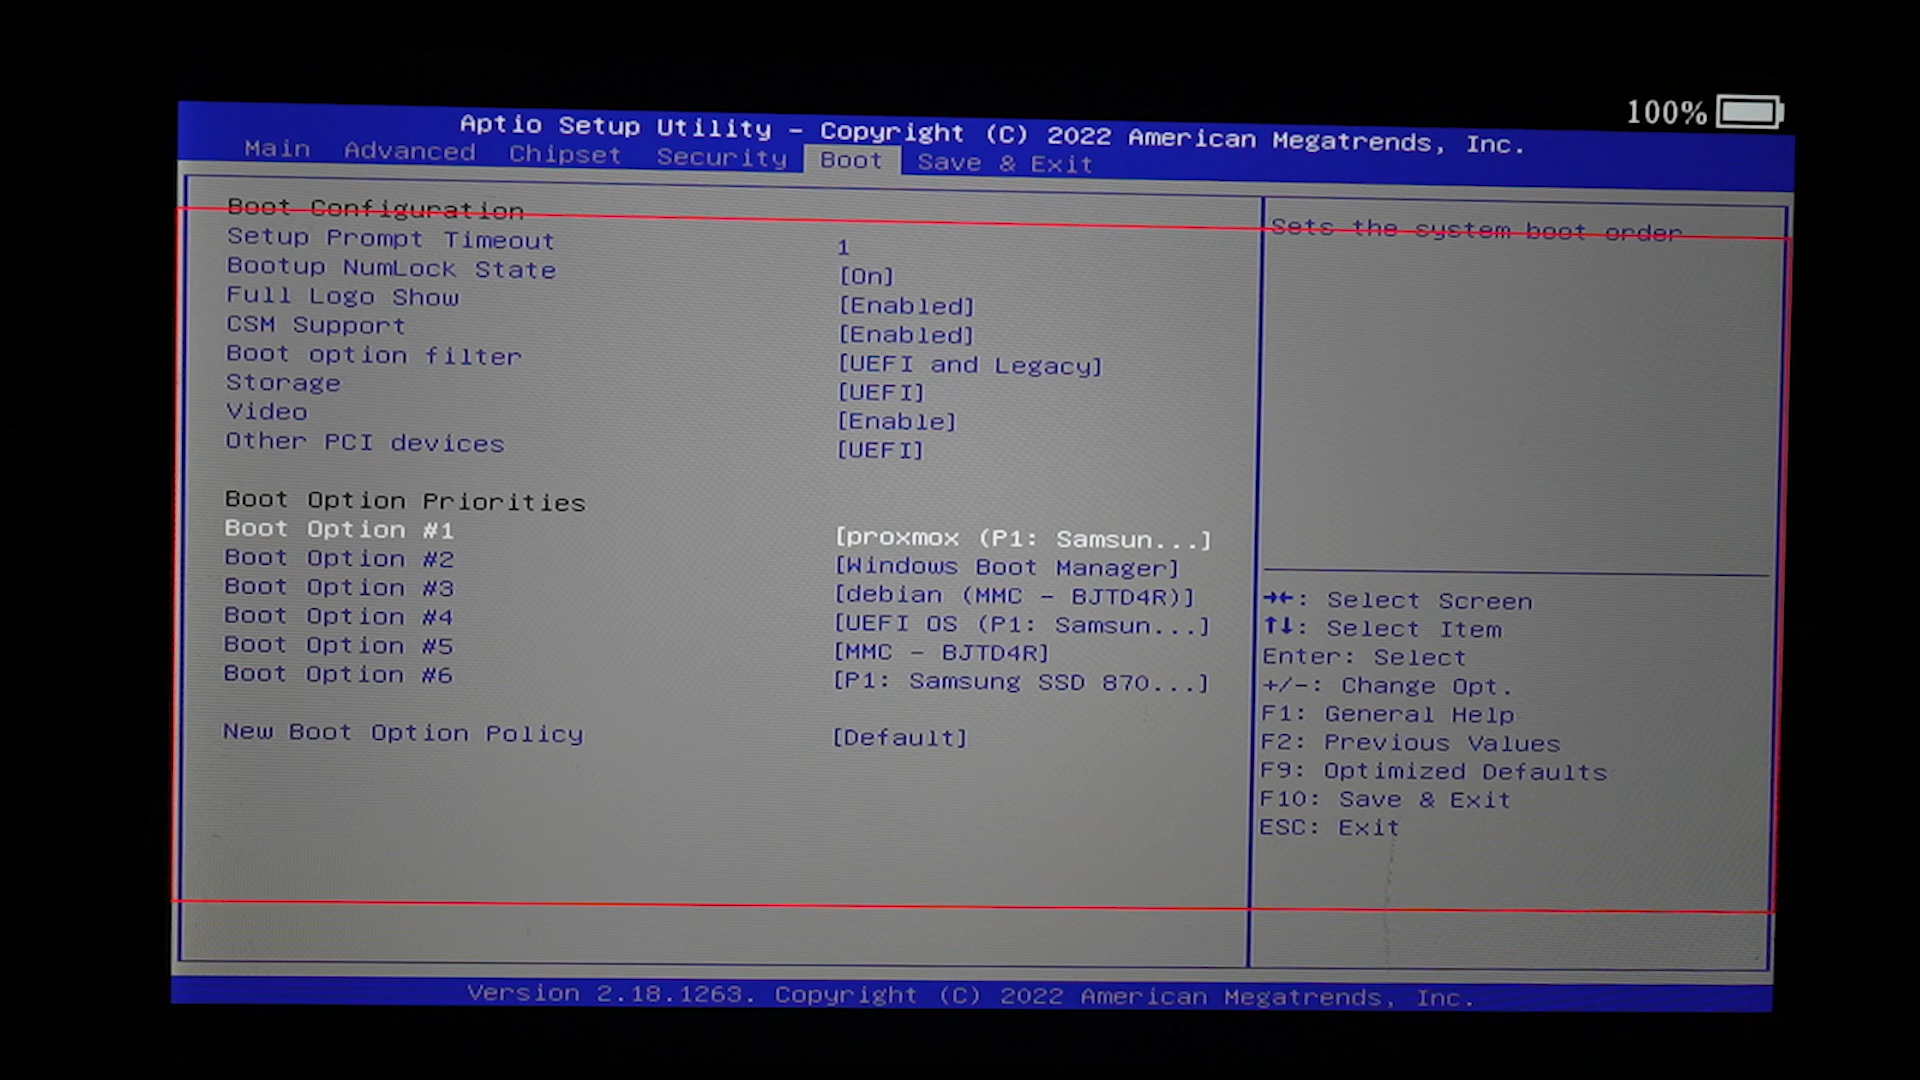 100%
Aptio Setup Utility – Copyright (C) 2022 American Megatrends, Inc.
Main Advanced Chipset Security Boot Save & Exit
Boot Configuration
Setup Prompt Timeout 1
Bootup NumLock State [On]
Full Logo Show [Enabled]
CSM Support [Enabled]
Boot option filter [UEFI and Legacy]
Storage [UEFI]
Video [Enable]
Other PCI devices [UEFI]
Boot Option Priorities
Boot Option #1 [proxmox (P1: Samsun...]
Boot Option #2 [Windows Boot Manager]
Boot Option #3 [debian (MMC – BJTD4R)]
Boot Option #4 [UEFI OS (P1: Samsun...]
Boot Option #5 [MMC – BJTD4R]
Boot Option #6 [P1: Samsung SSD 870...]
New Boot Option Policy [Default]
Sets the system boot order
→←: Select Screen
↑↓: Select Item
Enter: Select
+/–: Change Opt.
F1: General Help
F2: Previous Values
F9: Optimized Defaults
F10: Save & Exit
ESC: Exit
Version 2.18.1263. Copyright (C) 2022 American Megatrends, Inc.